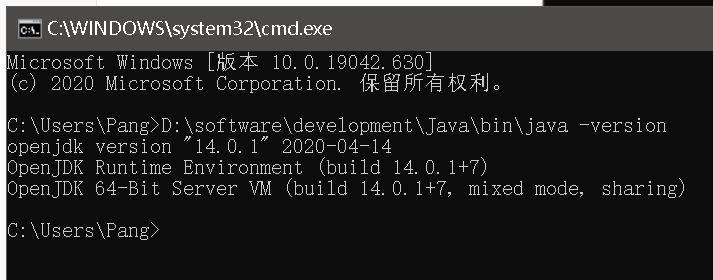 C:\WINDOWS\system32\cmd.exe
Microsoft Windows [版本 10.0.19042.630]
(c) 2020 Microsoft Corporation. 保留所有权利。
C:\Users\Pang>D:\software\development\Java\bin\java -version
openjdk version "14.0.1" 2020-04-14
OpenJDK Runtime Environment (build 14.0.1+7)
OpenJDK 64-Bit Server VM (build 14.0.1+7, mixed mode, sharing)
C:\Users\Pang>